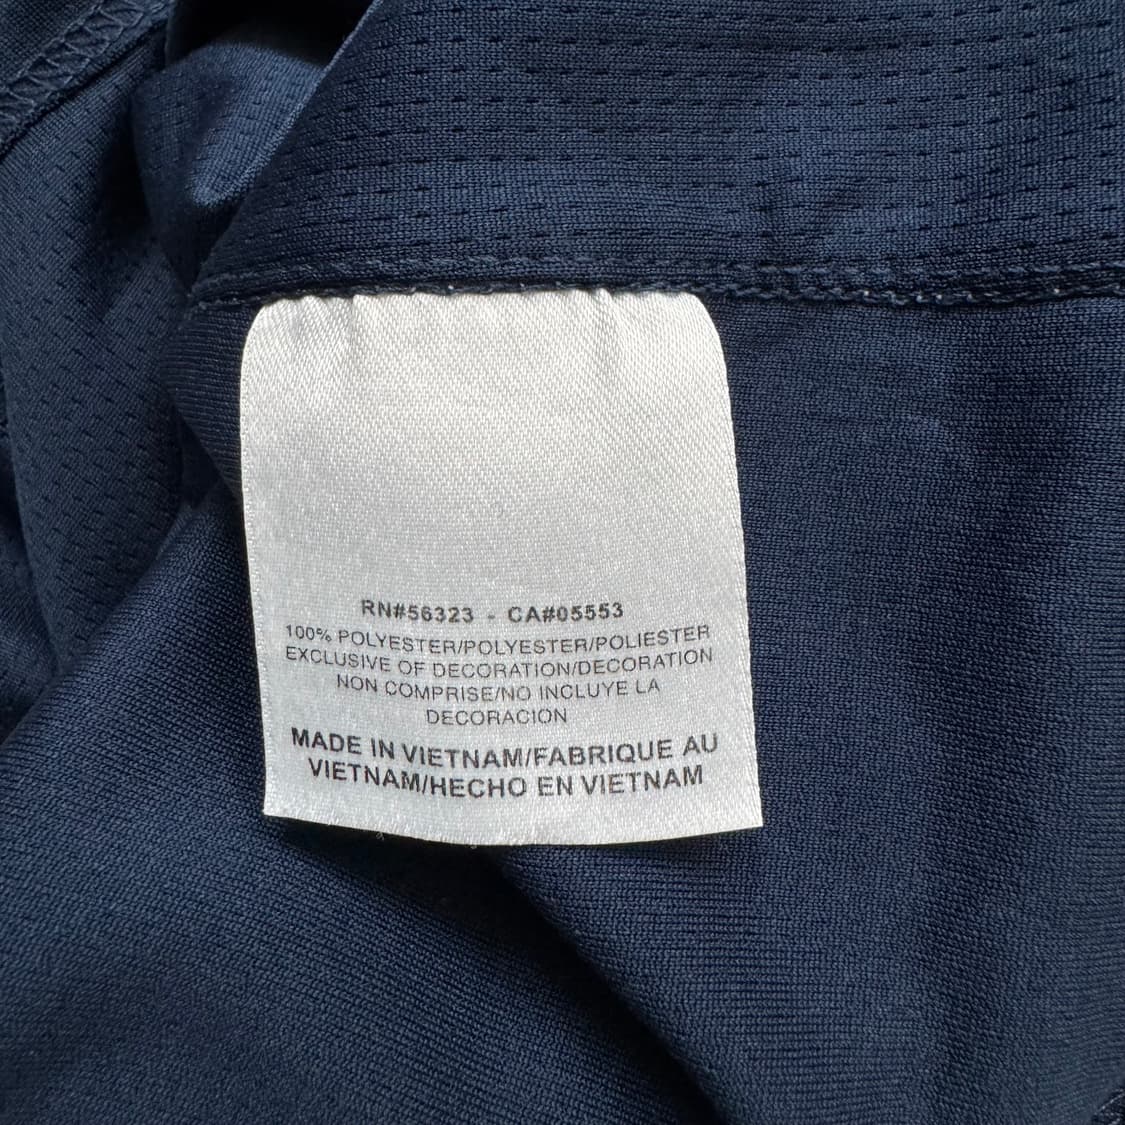 RN#56323 - CA#05553
100% POLYESTER/POLYESTER/POLIESTER
EXCLUSIVE OF DECORATION/DECORATION
NON COMPRISE/NO INCLUYE LA
DECORACION
MADE IN VIETNAM/FABRIQUE AU
VIETNAM/HECHO EN VIETNAM